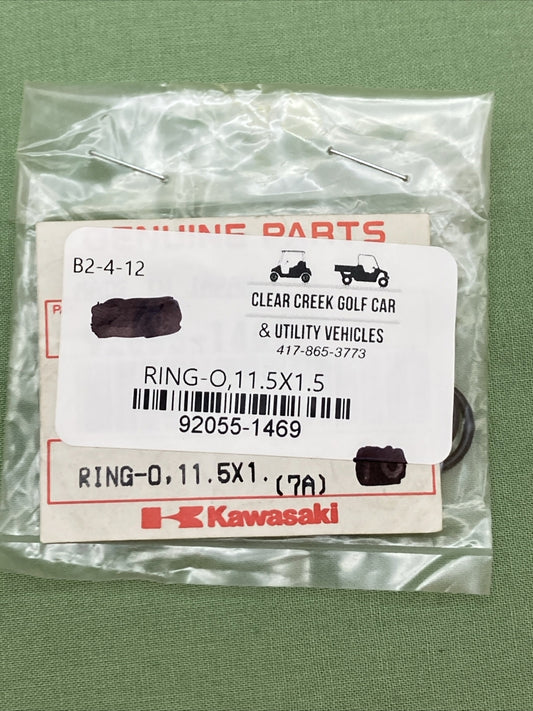 GENUINE PARTS
B2-4-12
CLEAR CREEK GOLF CAR
& UTILITY VEHICLES
417-865-3773
RING-O,11.5X1.5
92055-1469
RING-O,11.5X1. (7A)
Kawasaki